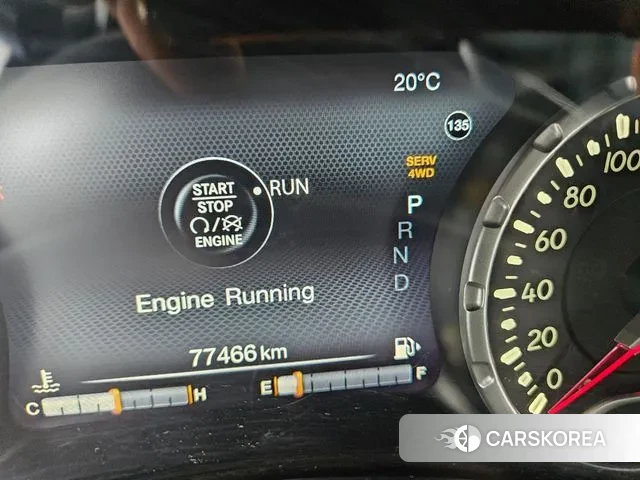 20°C
135
SERV
4WD
START
STOP
ENGINE
RUN
P
R
N
D
Engine Running
77466 km
C
H
E
F
100
80
60
40
20
0
CARSKOREA